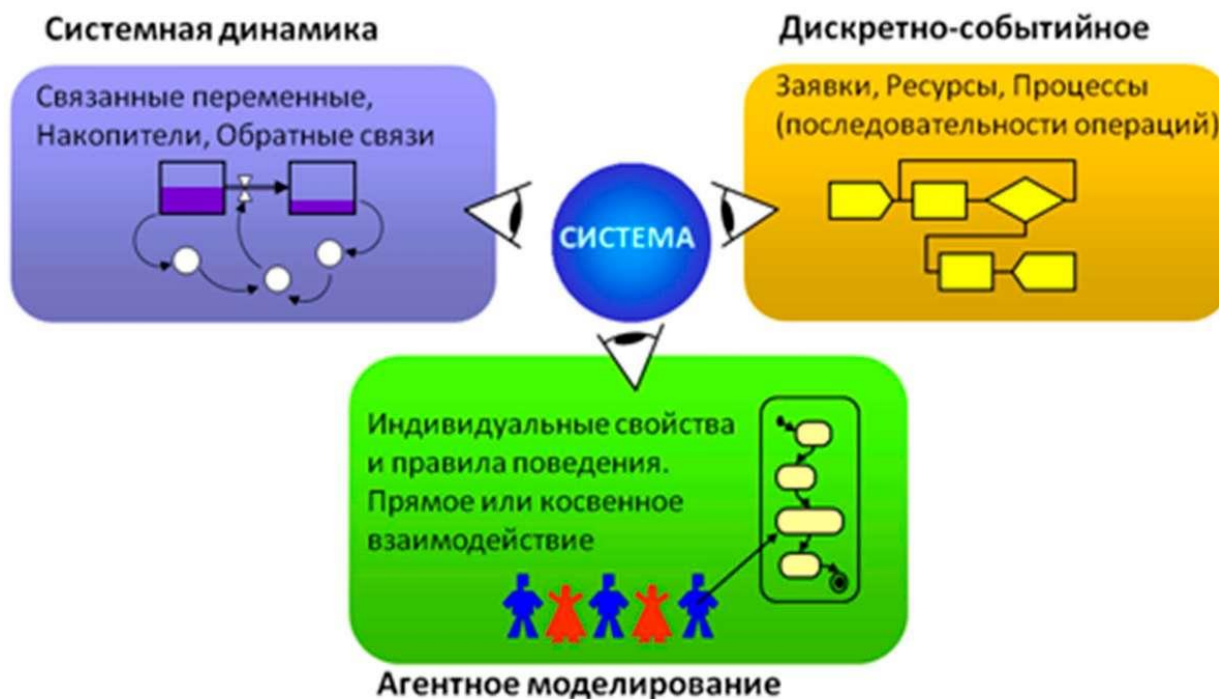 Системная динамика
Связанные переменные,
Накопители, Обратные связи
Дискретно-событийное
Заявки, Ресурсы, Процессы
(последовательности операций)
СИСТЕМА
Индивидуальные свойства
и правила поведения.
Прямое или косвенное
взаимодействие
Агентное моделирование